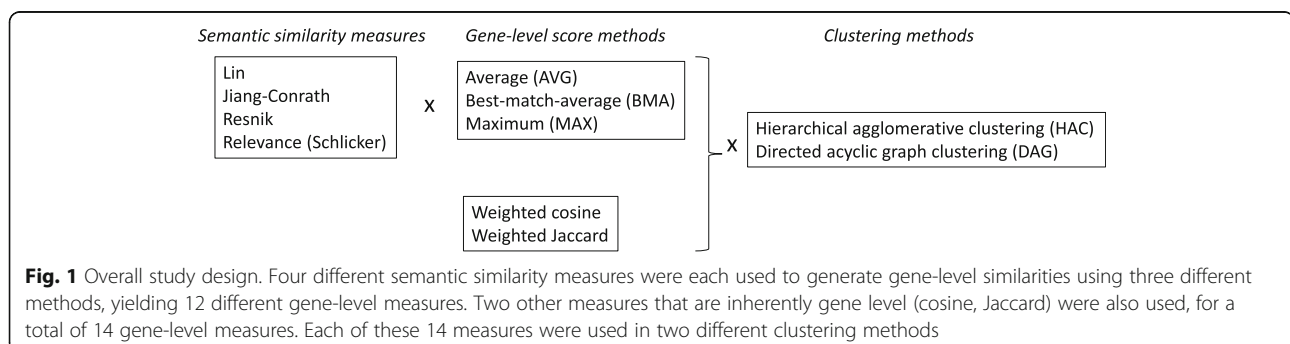 Semantic similarity measures
Gene-level score methods
Clustering methods
Lin
Jiang-Conrath
Resnik
Relevance (Schlicker)
X
Average (AVG)
Best-match-average (BMA)
Maximum (MAX)
Weighted cosine
Weighted Jaccard
X
Hierarchical agglomerative clustering (HAC)
Directed acyclic graph clustering (DAG)
Fig. 1 Overall study design. Four different semantic similarity measures were each used to generate gene-level similarities using three different
methods, yielding 12 different gene-level measures. Two other measures that are inherently gene level (cosine, Jaccard) were also used, for a
total of 14 gene-level measures. Each of these 14 measures were used in two different clustering methods